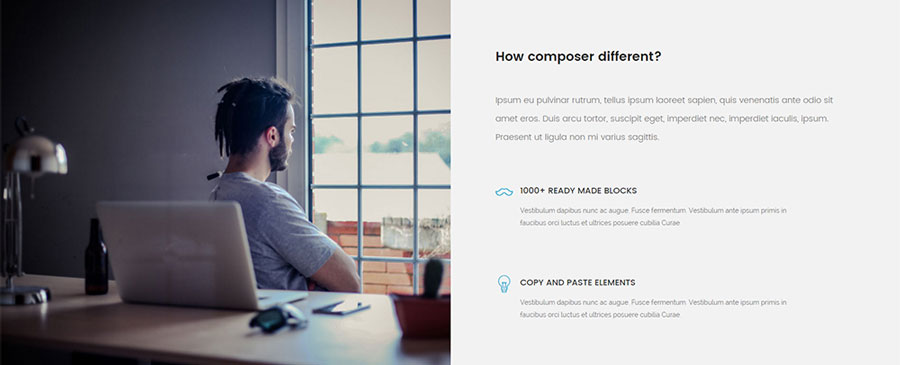 How composer different?
Ipsum eu pulvinar rutrum, tellus ipsum laoreet sapien, quis venenatis ante odio sit
amet eros. Duis arcu tortor, suscipit eget, imperdiet nec, imperdiet iaculis, ipsum.
Praesent ut ligula non mi varius sagittis.
1000+ READY MADE BLOCKS
Vestibulum dapibus nunc ac augue. Fusce fermentum. Vestibulum ante ipsum primis in
faucibus orci luctus et ultrices posuere cubilia Curae
COPY AND PASTE ELEMENTS
Vestibulum dapibus nunc ac augue. Fusce fermentum. Vestibulum ante ipsum primis in
faucibus orci luctus et ultrices posuere cubilia Curae.